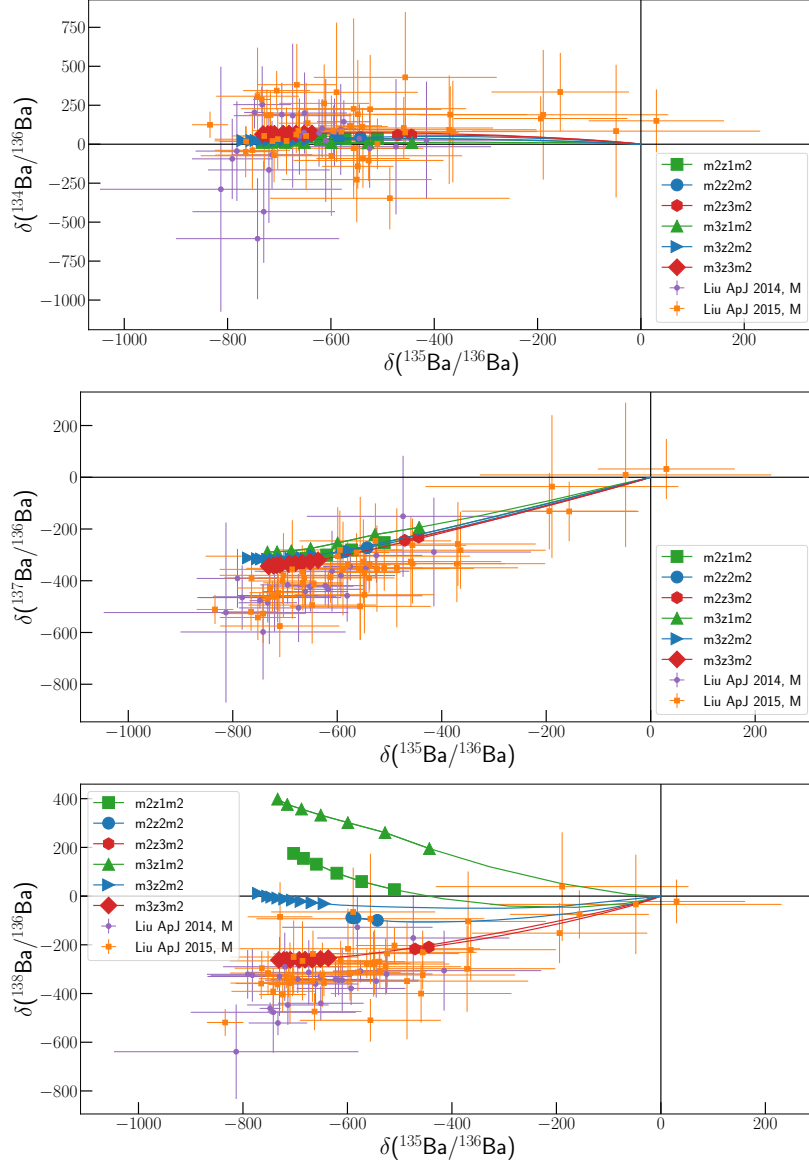 750
500
250
0
−250
−500
−750
−1000
δ(¹³⁴Ba/¹³⁶Ba)
m2z1m2
m2z2m2
m2z3m2
m3z1m2
m3z2m2
m3z3m2
Liu ApJ 2014, M
Liu ApJ 2015, M
−1000 −800 −600 −400 −200 0 200
δ(¹³⁵Ba/¹³⁶Ba)
200
0
−200
−400
−600
−800
δ(¹³⁷Ba/¹³⁶Ba)
m2z1m2
m2z2m2
m2z3m2
m3z1m2
m3z2m2
m3z3m2
Liu ApJ 2014, M
Liu ApJ 2015, M
−1000 −800 −600 −400 −200 0 200
δ(¹³⁵Ba/¹³⁶Ba)
400
200
0
−200
−400
−600
−800
δ(¹³⁸Ba/¹³⁶Ba)
m2z1m2
m2z2m2
m2z3m2
m3z1m2
m3z2m2
m3z3m2
Liu ApJ 2014, M
Liu ApJ 2015, M
−1000 −800 −600 −400 −200 0 200
δ(¹³⁵Ba/¹³⁶Ba)